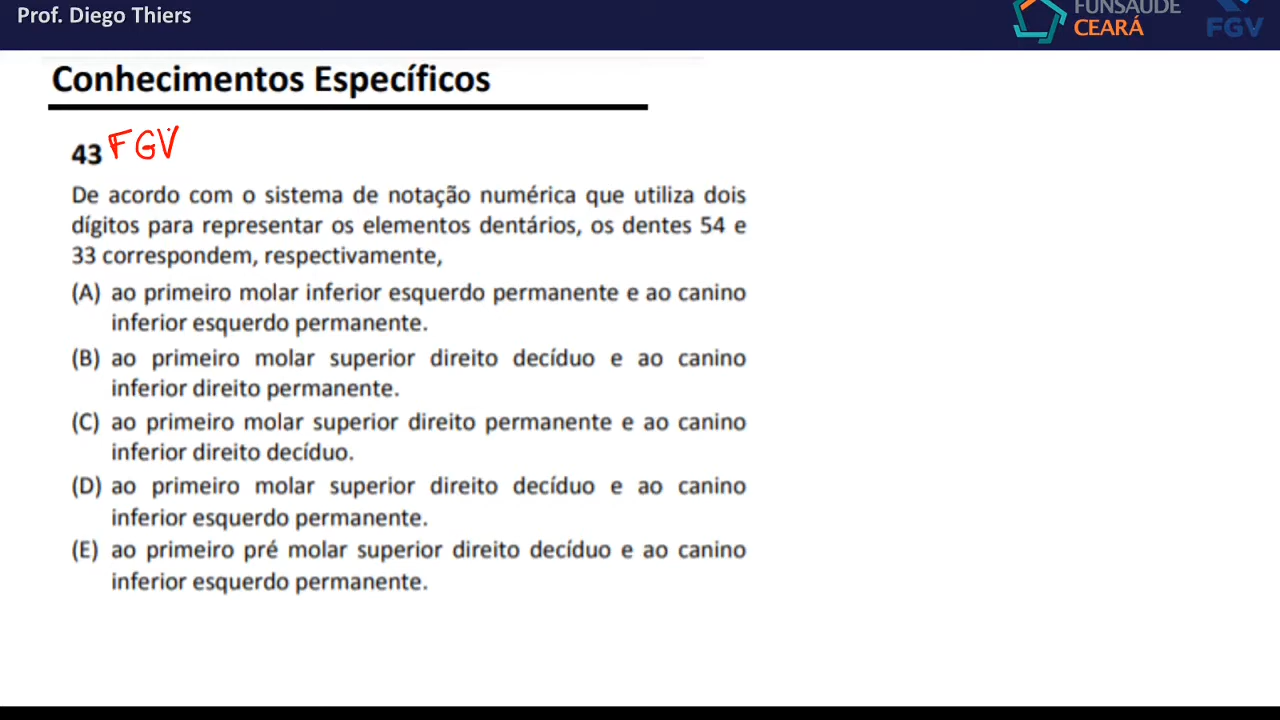 Prof. Diego Thiers
FUNSAÚDE
CEARÁ
FGV
Conhecimentos Específicos
43 FGV
De acordo com o sistema de notação numérica que utiliza dois
dígitos para representar os elementos dentários, os dentes 54 e
33 correspondem, respectivamente,
(A) ao primeiro molar inferior esquerdo permanente e ao canino
inferior esquerdo permanente.
(B) ao primeiro molar superior direito decíduo e ao canino
inferior direito permanente.
(C) ao primeiro molar superior direito permanente e ao canino
inferior direito decíduo.
(D) ao primeiro molar superior direito decíduo e ao canino
inferior esquerdo permanente.
(E) ao primeiro pré molar superior direito decíduo e ao canino
inferior esquerdo permanente.